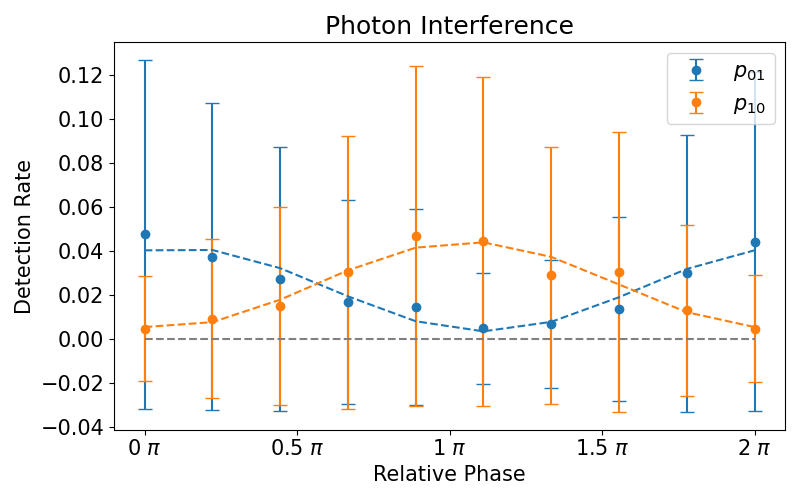 Photon Interference
Detection Rate
0.12
0.10
0.08
0.06
0.04
0.02
0.00
−0.02
−0.04
p₀₁
p₁₀
0 π
0.5 π
1 π
1.5 π
2 π
Relative Phase